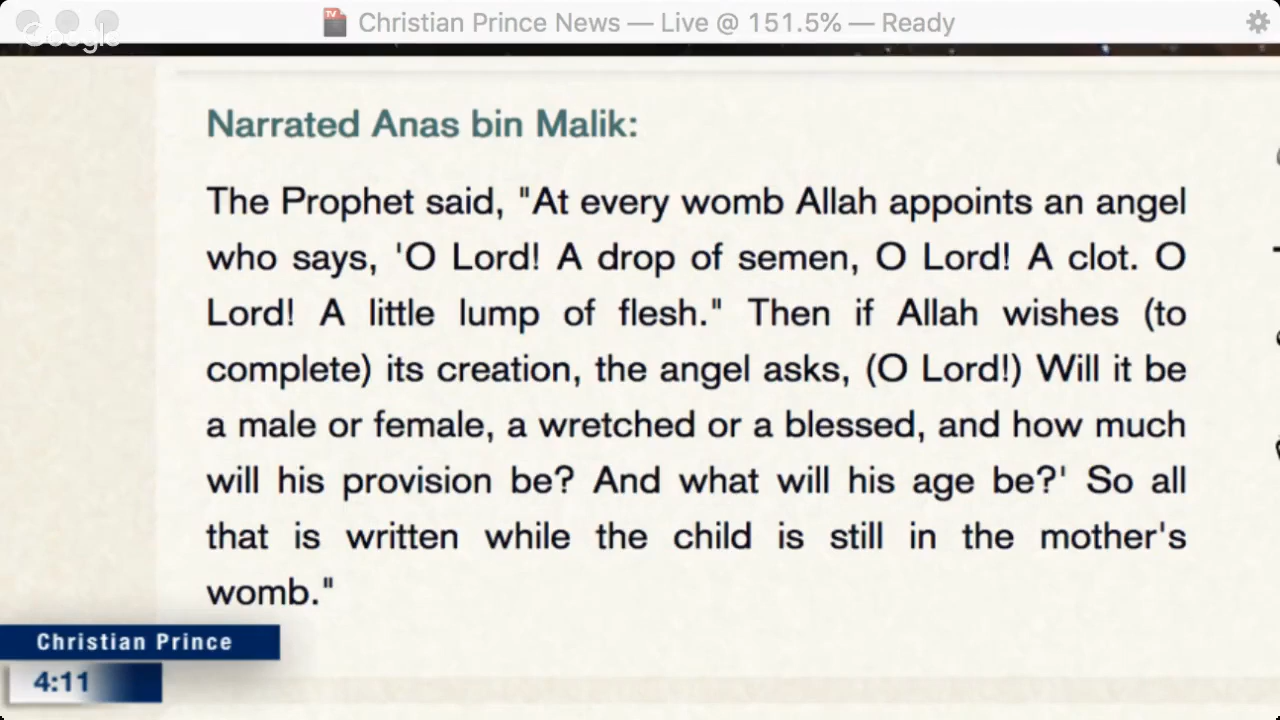 Christian Prince News — Live @ 151.5% — Ready
Google
Narrated Anas bin Malik:
The Prophet said, "At every womb Allah appoints an angel
who says, 'O Lord! A drop of semen, O Lord! A clot. O
Lord! A little lump of flesh." Then if Allah wishes (to
complete) its creation, the angel asks, (O Lord!) Will it be
a male or female, a wretched or a blessed, and how much
will his provision be? And what will his age be?' So all
that is written while the child is still in the mother's
womb."
Christian Prince
4:11